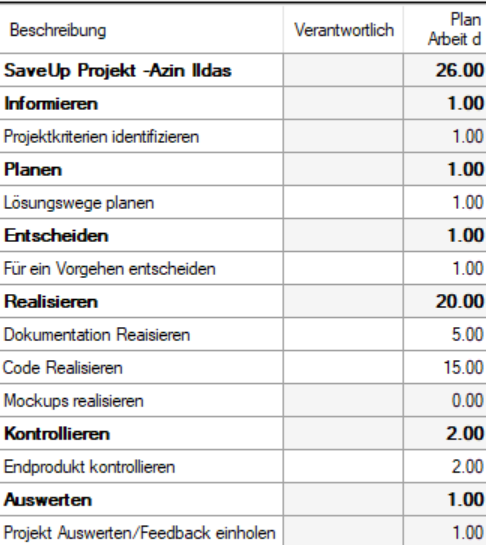 Beschreibung Verantwortlich Plan Arbeit d
SaveUp Projekt -Azin Ildas 26.00
Informieren 1.00
Projektkriterien identifizieren 1.00
Planen 1.00
Lösungswege planen 1.00
Entscheiden 1.00
Für ein Vorgehen entscheiden 1.00
Realisieren 20.00
Dokumentation Reaisieren 5.00
Code Realisieren 15.00
Mockups realisieren 0.00
Kontrollieren 2.00
Endprodukt kontrollieren 2.00
Auswerten 1.00
Projekt Auswerten/Feedback einholen 1.00